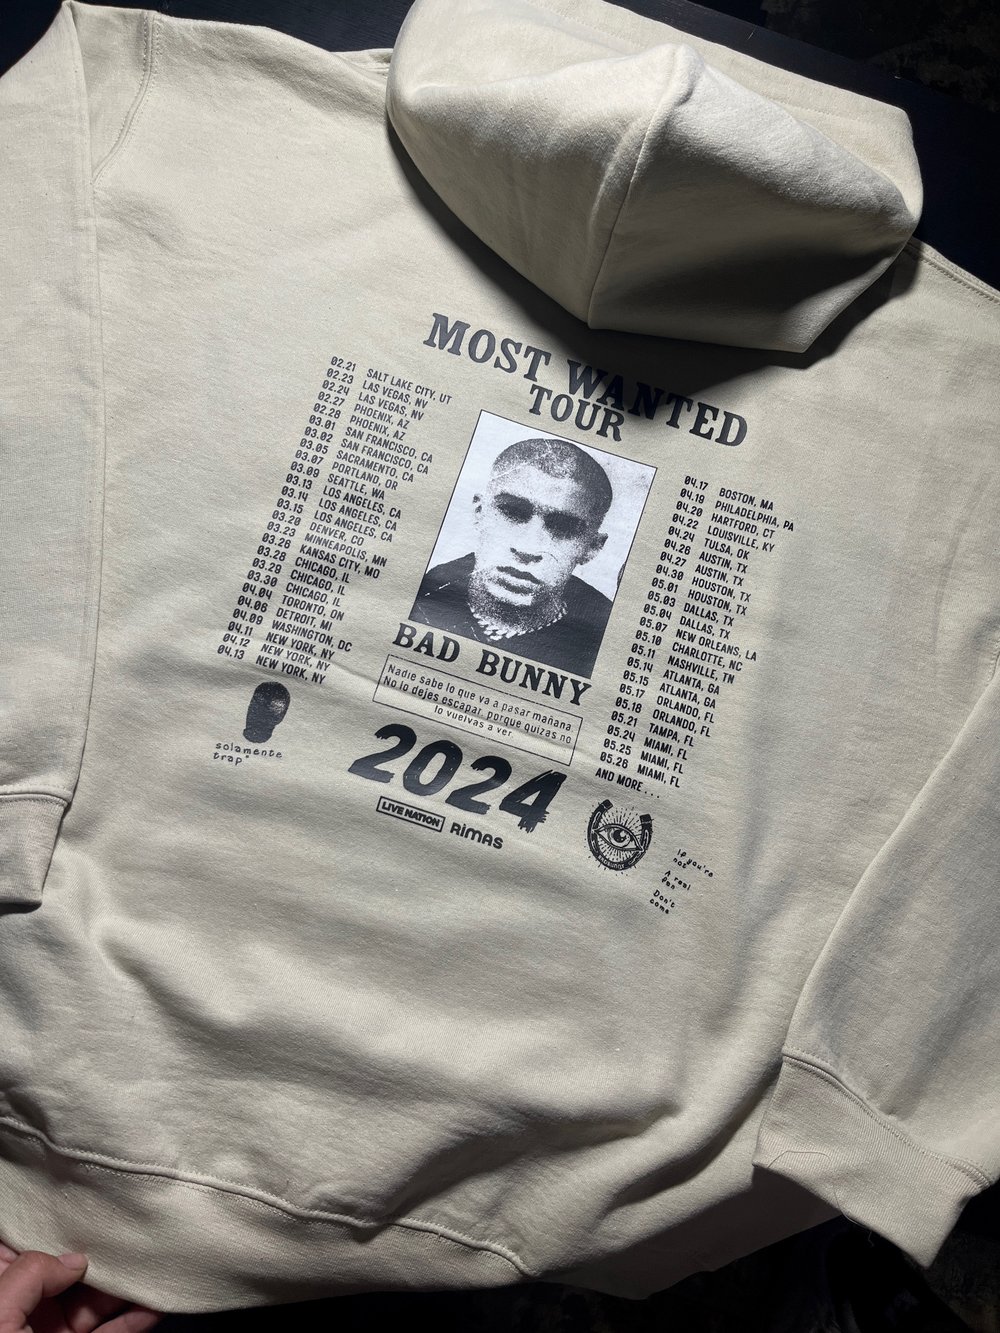 MOST WANTED
TOUR
02.21 SALT LAKE CITY, UT
02.23 LAS VEGAS, NV
02.24 LAS VEGAS, NV
02.27 PHOENIX, AZ
02.28 PHOENIX, AZ
03.01 SAN FRANCISCO, CA
03.02 SAN FRANCISCO, CA
03.05 SACRAMENTO, CA
03.07 PORTLAND, OR
03.09 SEATTLE, WA
03.13 LOS ANGELES, CA
03.14 LOS ANGELES, CA
03.15 LOS ANGELES, CA
03.20 DENVER, CO
03.23 MINNEAPOLIS, MN
03.26 KANSAS CITY, MO
03.28 CHICAGO, IL
03.29 CHICAGO, IL
03.30 CHICAGO, IL
04.04 TORONTO, ON
04.06 DETROIT, MI
04.09 WASHINGTON, DC
04.11 NEW YORK, NY
04.12 NEW YORK, NY
04.13 NEW YORK, NY
solamente
trap
BAD BUNNY
Nadie sabe lo que va a pasar mañana.
No lo dejes escapar, porque quizas no
lo vuelvas a ver.
2024
LIVE NATION RIMAS
04.17 BOSTON, MA
04.19 PHILADELPHIA, PA
04.20 HARTFORD, CT
04.22 LOUISVILLE, KY
04.24 TULSA, OK
04.26 AUSTIN, TX
04.27 AUSTIN, TX
04.30 HOUSTON, TX
05.01 HOUSTON, TX
05.03 DALLAS, TX
05.04 DALLAS, TX
05.07 NEW ORLEANS, LA
05.10 CHARLOTTE, NC
05.11 NASHVILLE, TN
05.14 ATLANTA, GA
05.15 ATLANTA, GA
05.17 ORLANDO, FL
05.18 ORLANDO, FL
05.21 TAMPA, FL
05.24 MIAMI, FL
05.25 MIAMI, FL
05.26 MIAMI, FL
AND MORE...
If you're
not
A real
Fan
Don't
come